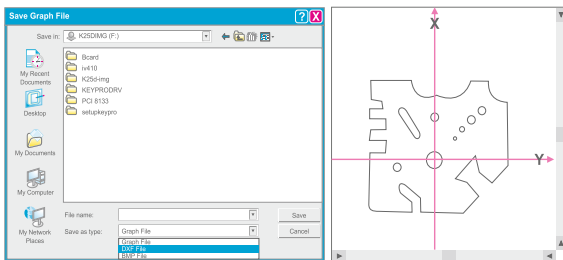 Save Graph File
Save in: K25DIMG (F:)
My Recent
Documents
Desktop
My Documents
My Computer
My Network
Places
Bcard
iv410
K25d-img
KEYPRODRV
PCI 8133
setupkeypro
File name:
Save
Save as type: Graph File
Cancel
Graph File
DXF File
BMP File
X
Y